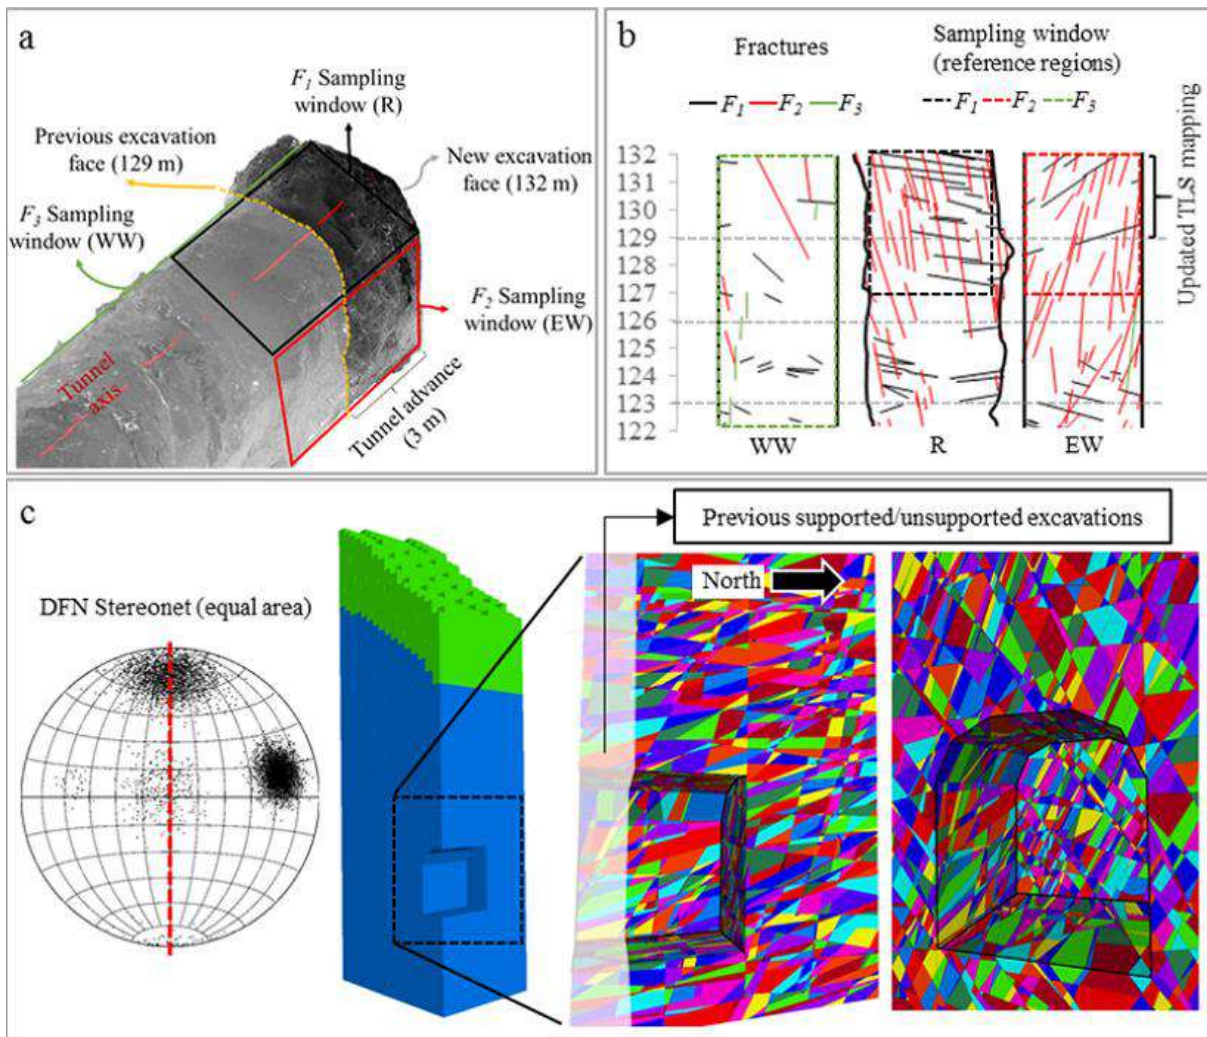 a
F1 Sampling
window (R)
Previous excavation
face (129 m)
New excavation
face (132 m)
F3 Sampling
window (WW)
F2 Sampling
window (EW)
Tunnel
axis
Tunnel advance
(3 m)
b
Fractures
Sampling window
(reference regions)
F1 F2 F3
F1 F2 F3
132
131
130
129
128
127
126
125
124
123
122
WW
R
EW
Updated TLS mapping
c
Previous supported/unsupported excavations
North
DFN Stereonet (equal area)